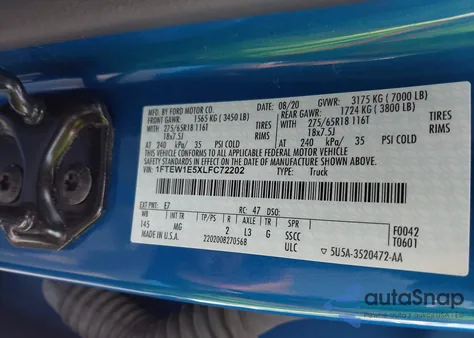 MFD. BY FORD MOTOR CO.
DATE: 08/20 GVWR: 3175 KG ( 7000 LB)
FRONT GAWR: 1565 KG ( 3450 LB) REAR GAWR: 1724 KG ( 3800 LB)
WITH 275/65R18 116T TIRES WITH 275/65R18 116T TIRES
18x7.5J RIMS 18x7.5J RIMS
AT 240 kPa/ 35 PSI COLD AT 240 kPa/ 35 PSI COLD
THIS VEHICLE CONFORMS TO ALL APPLICABLE FEDERAL MOTOR VEHICLE
SAFETY, BUMPER, AND THEFT PREVENTION STANDARDS IN EFFECT ON THE
DATE OF MANUFACTURE SHOWN ABOVE.
VIN: 1FTEW1E5XLFC72202 TYPE: Truck
EXT PNT: E7 RC: 47 DSO: F0042
WB INT TR TP/PS R AXLE TR SPR T0601
145 MG 2 L3 G SSCC
MADE IN U.S.A. 2202008270568 ULC 5U5A-3520472-AA
autoSnap